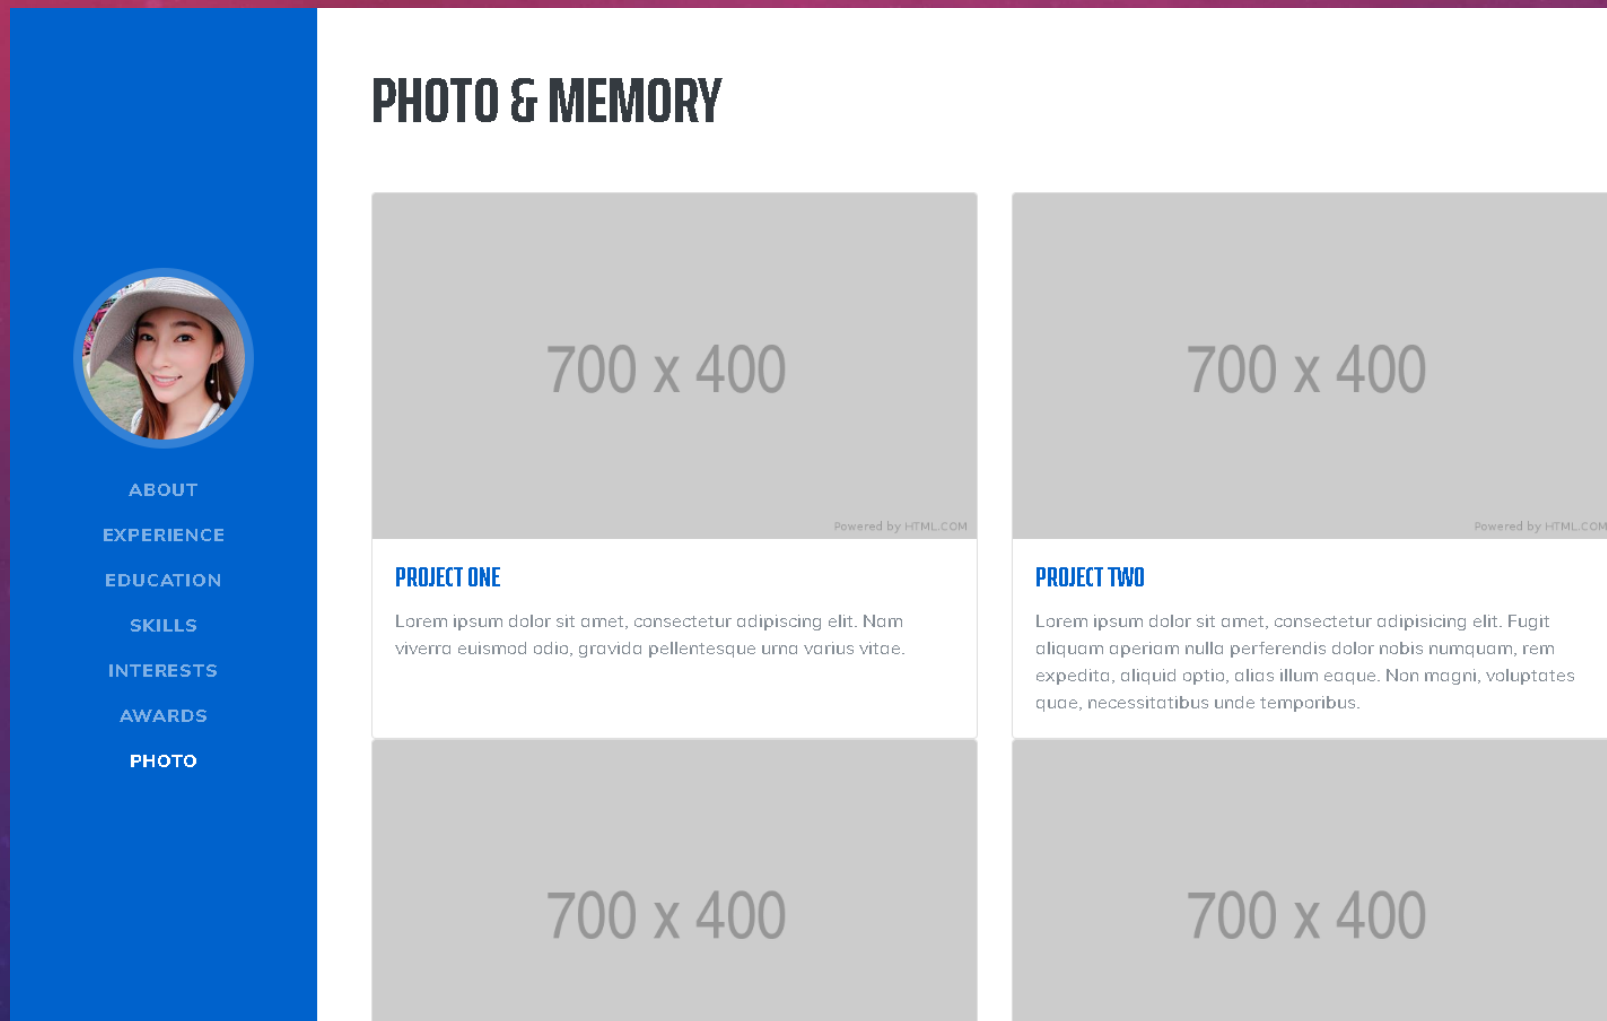 PHOTO & MEMORY
ABOUT
EXPERIENCE
EDUCATION
SKILLS
INTERESTS
AWARDS
PHOTO
700 x 400
Powered by HTML.COM
PROJECT ONE
Lorem ipsum dolor sit amet, consectetur adipiscing elit. Nam
viverra euismod odio, gravida pellentesque urna varius vitae.
700 x 400
Powered by HTML.COM
PROJECT TWO
Lorem ipsum dolor sit amet, consectetur adipisicing elit. Fugit
aliquam aperiam nulla perferendis dolor nobis numquam, rem
expedita, aliquid optio, alias illum eaque. Non magni, voluptates
quae, necessitatibus unde temporibus.
700 x 400
700 x 400